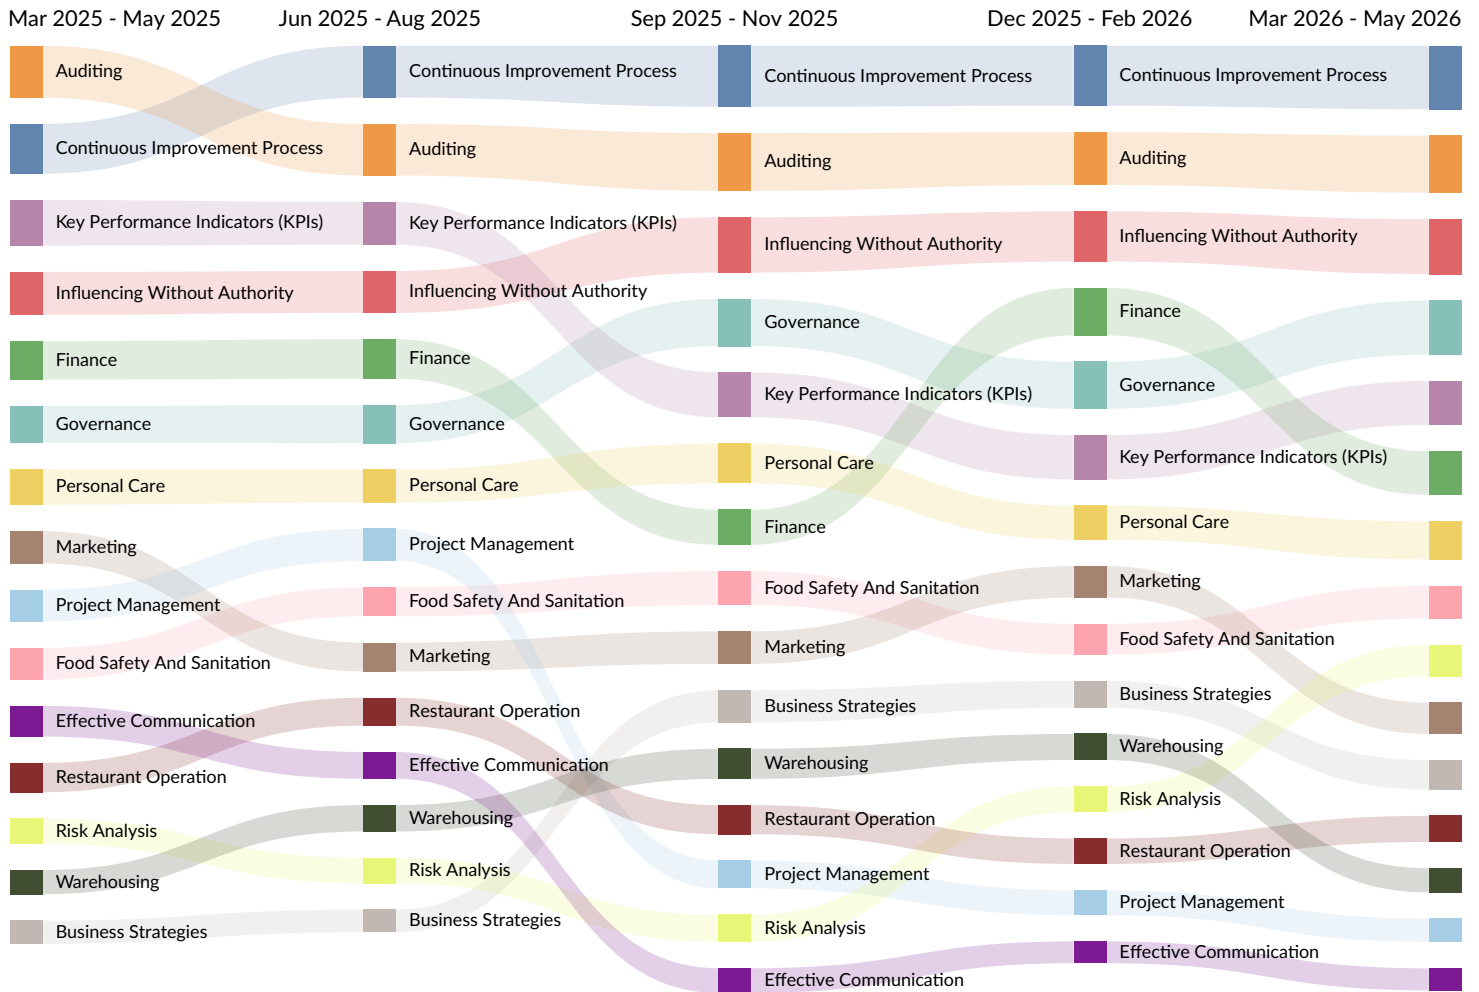 Mar 2025 - May 2025
Jun 2025 - Aug 2025
Sep 2025 - Nov 2025
Dec 2025 - Feb 2026
Mar 2026 - May 2026
Auditing
Continuous Improvement Process
Key Performance Indicators (KPIs)
Influencing Without Authority
Finance
Governance
Personal Care
Marketing
Project Management
Food Safety And Sanitation
Effective Communication
Restaurant Operation
Risk Analysis
Warehousing
Business Strategies
Continuous Improvement Process
Auditing
Key Performance Indicators (KPIs)
Influencing Without Authority
Finance
Governance
Personal Care
Project Management
Food Safety And Sanitation
Marketing
Restaurant Operation
Effective Communication
Warehousing
Risk Analysis
Business Strategies
Continuous Improvement Process
Auditing
Influencing Without Authority
Governance
Key Performance Indicators (KPIs)
Personal Care
Finance
Food Safety And Sanitation
Marketing
Business Strategies
Warehousing
Restaurant Operation
Project Management
Risk Analysis
Effective Communication
Continuous Improvement Process
Auditing
Influencing Without Authority
Finance
Governance
Key Performance Indicators (KPIs)
Personal Care
Marketing
Food Safety And Sanitation
Business Strategies
Warehousing
Risk Analysis
Restaurant Operation
Project Management
Effective Communication